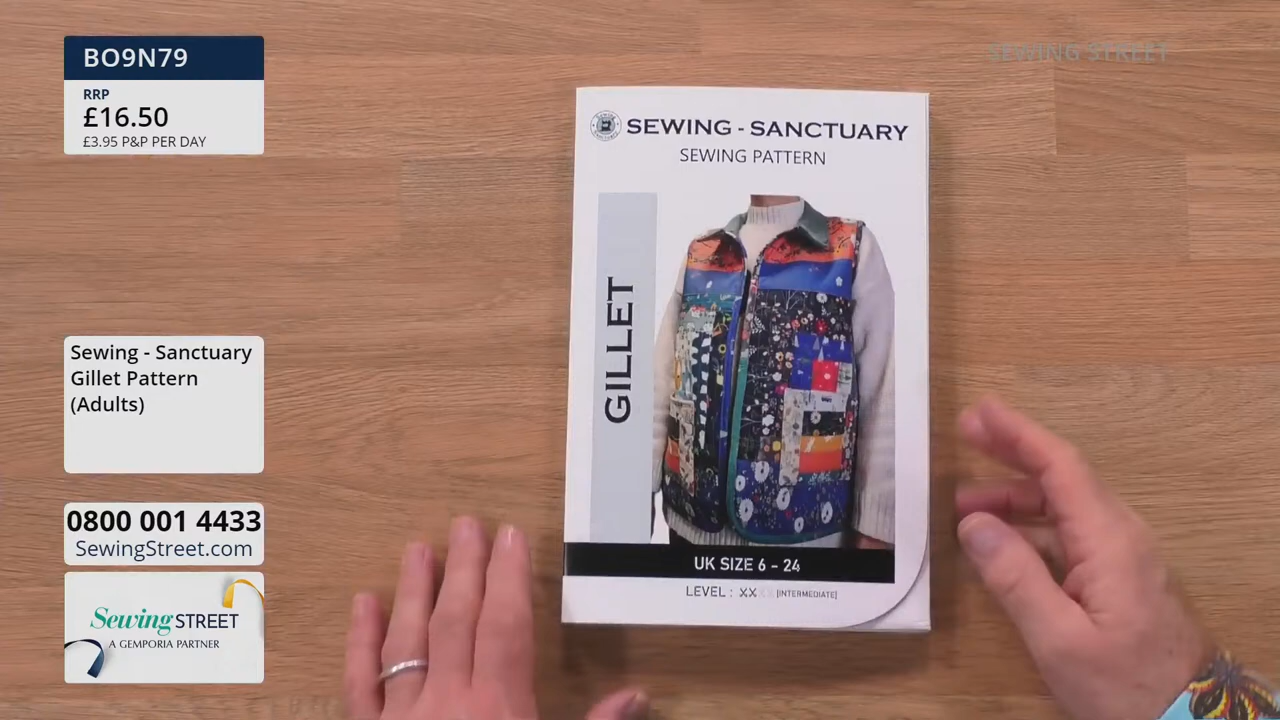 BO9N79
RRP
£16.50
£3.95 P&P PER DAY
Sewing - Sanctuary
Gillet Pattern
(Adults)
0800 001 4433
SewingStreet.com
Sewing STREET
A GEMPORIA PARTNER
SEWING STREET
SEWING - SANCTUARY
SEWING PATTERN
GILLET
UK SIZE 6 - 24
LEVEL : XXXX [INTERMEDIATE]